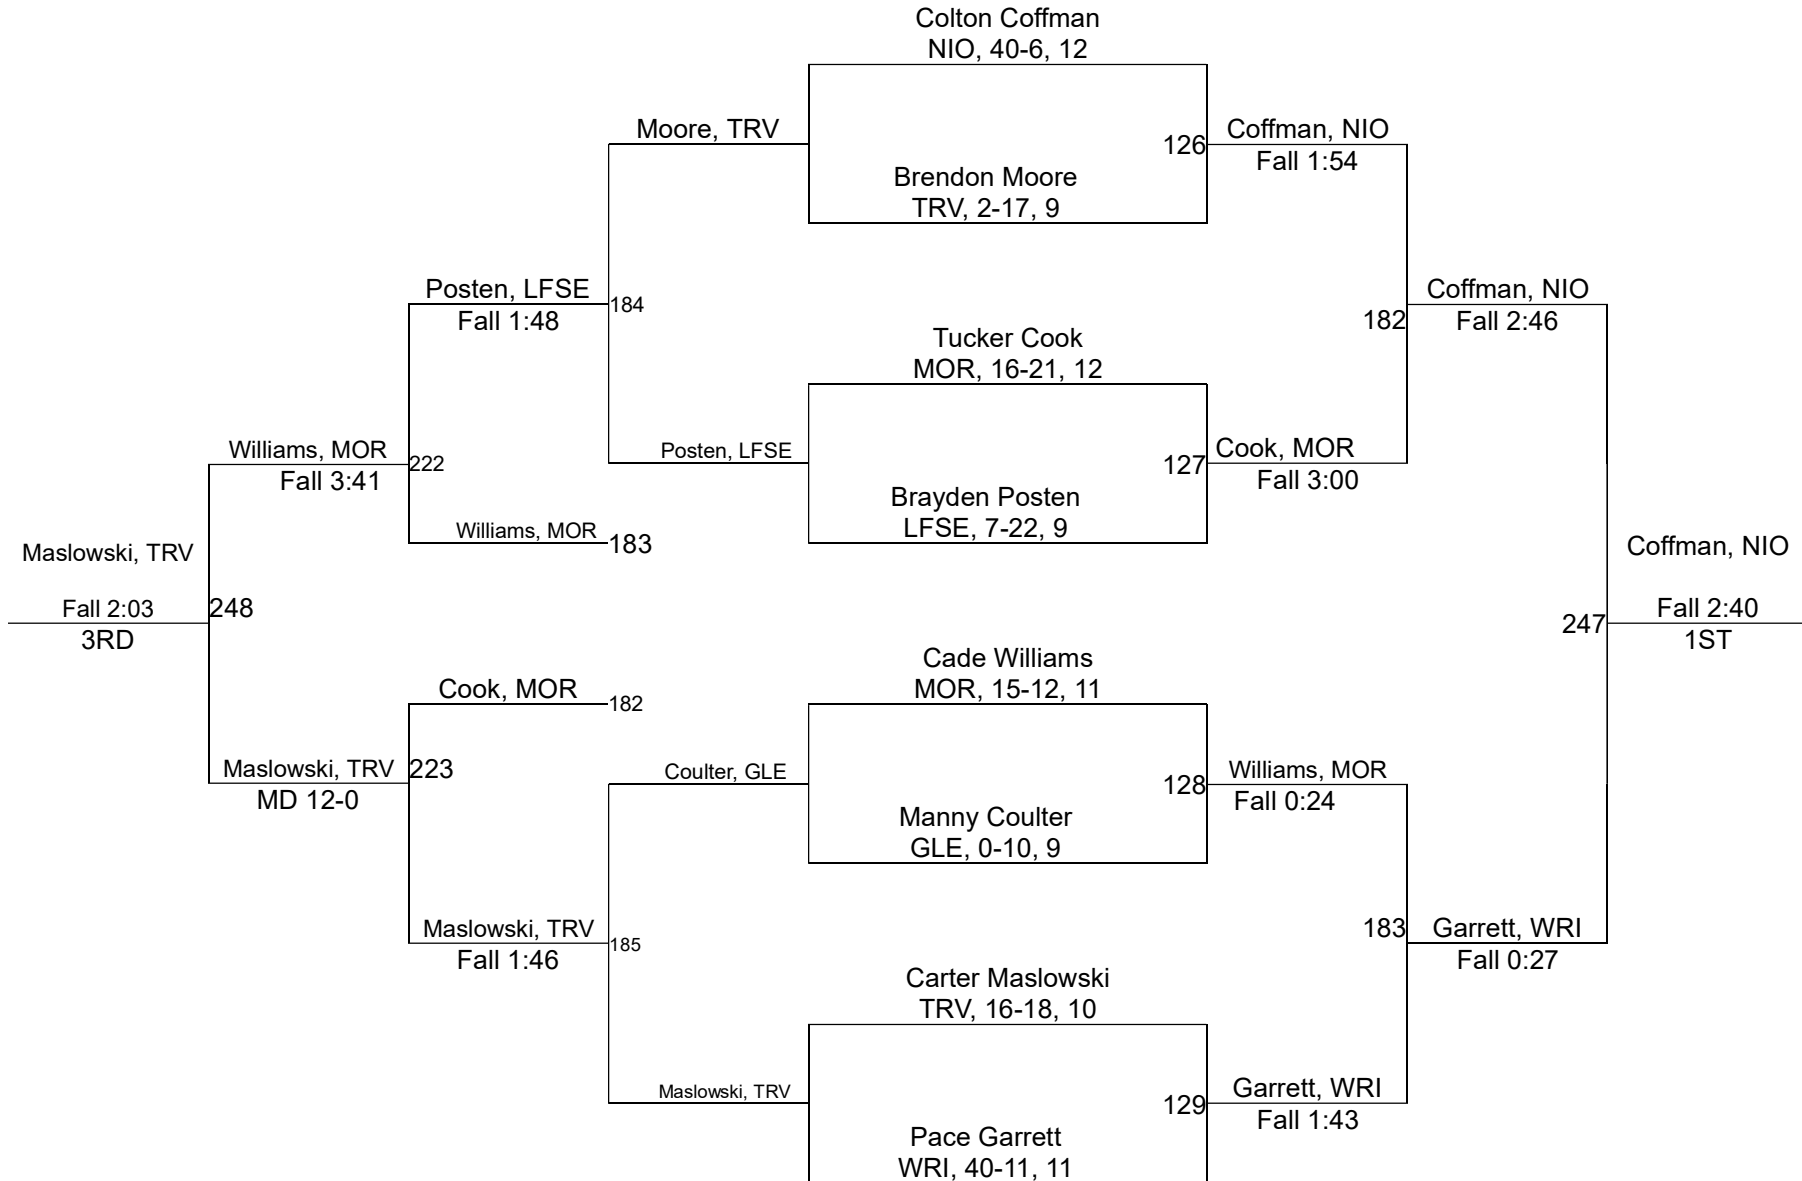 Colton Coffman
NIO, 40-6, 12
Moore, TRV
126
Coffman, NIO
Fall 1:54
Brendon Moore
TRV, 2-17, 9
Posten, LFSE
Fall 1:48
184
Coffman, NIO
Fall 2:46
182
Tucker Cook
MOR, 16-21, 12
Williams, MOR
Fall 3:41
222
Posten, LFSE
127
Cook, MOR
Fall 3:00
Brayden Posten
LFSE, 7-22, 9
Williams, MOR
183
Maslowski, TRV
Fall 2:03
3RD
248
Coffman, NIO
Fall 2:40
1ST
247
Cade Williams
MOR, 15-12, 11
Cook, MOR
182
Maslowski, TRV
MD 12-0
223
Coulter, GLE
128
Williams, MOR
Fall 0:24
Manny Coulter
GLE, 0-10, 9
Maslowski, TRV
Fall 1:46
185
183
Garrett, WRI
Fall 0:27
Carter Maslowski
TRV, 16-18, 10
Maslowski, TRV
129
Garrett, WRI
Fall 1:43
Pace Garrett
WRI, 40-11, 11